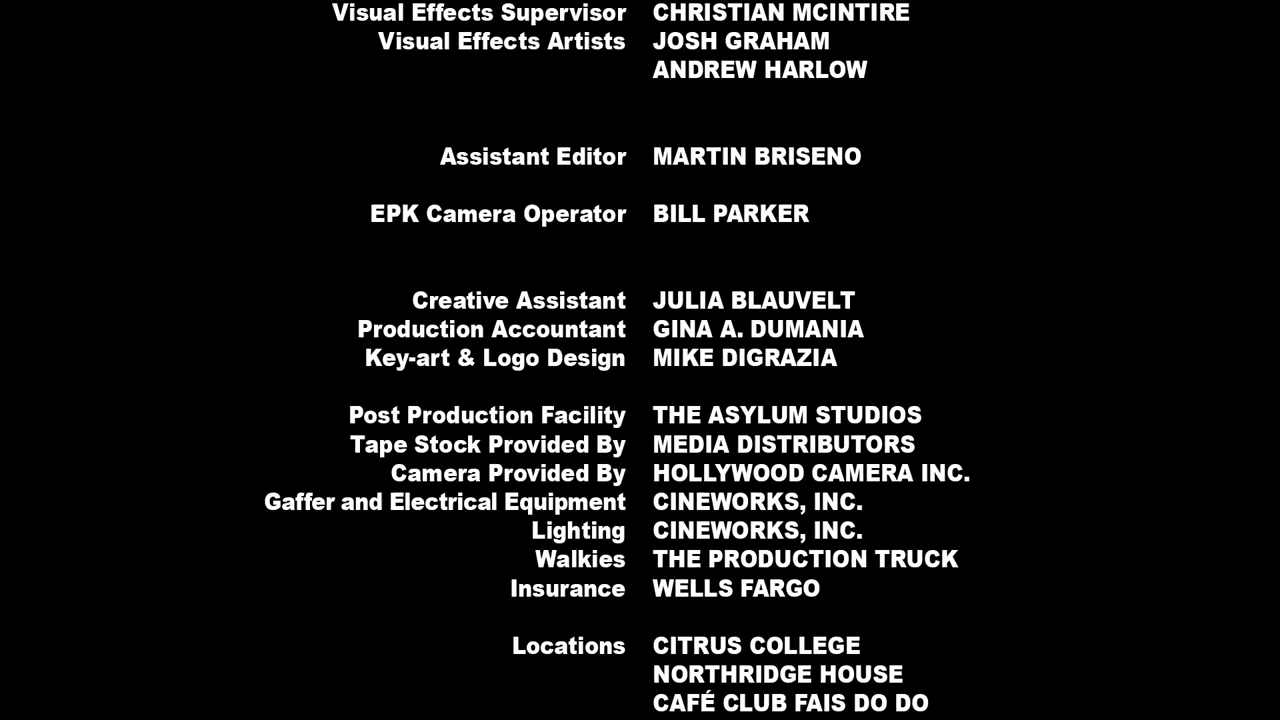 Visual Effects Supervisor CHRISTIAN MCINTIRE
Visual Effects Artists JOSH GRAHAM
ANDREW HARLOW
Assistant Editor MARTIN BRISENO
EPK Camera Operator BILL PARKER
Creative Assistant JULIA BLAUVELT
Production Accountant GINA A. DUMANIA
Key-art & Logo Design MIKE DIGRAZIA
Post Production Facility THE ASYLUM STUDIOS
Tape Stock Provided By MEDIA DISTRIBUTORS
Camera Provided By HOLLYWOOD CAMERA INC.
Gaffer and Electrical Equipment CINEWORKS, INC.
Lighting CINEWORKS, INC.
Walkies THE PRODUCTION TRUCK
Insurance WELLS FARGO
Locations CITRUS COLLEGE
NORTHRIDGE HOUSE
CAFÉ CLUB FAIS DO DO